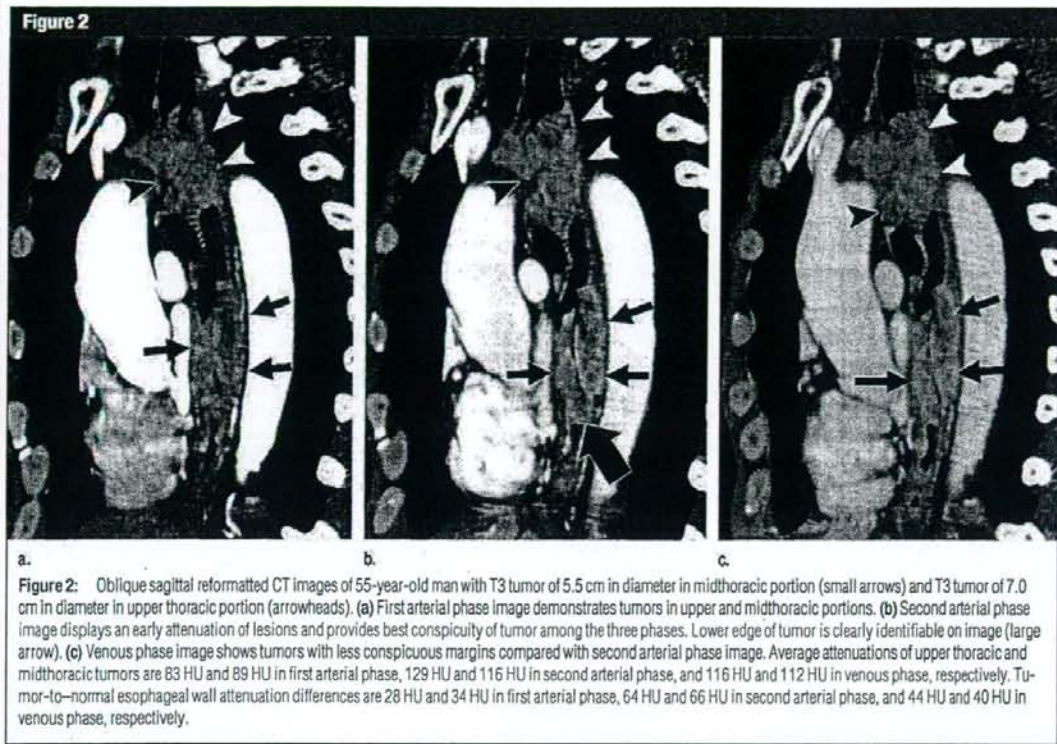 Figure 2
a.
b.
c.
Figure 2: Oblique sagittal reformatted CT images of 55-year-old man with T3 tumor of 5.5 cm in diameter in midthoracic portion (small arrows) and T3 tumor of 7.0
cm in diameter in upper thoracic portion (arrowheads). (a) First arterial phase image demonstrates tumors in upper and midthoracic portions. (b) Second arterial phase
image displays an early attenuation of lesions and provides best conspicuity of tumor among the three phases. Lower edge of tumor is clearly identifiable on image (large
arrow). (c) Venous phase image shows tumors with less conspicuous margins compared with second arterial phase image. Average attenuations of upper thoracic and
midthoracic tumors are 83 HU and 89 HU in first arterial phase, 129 HU and 116 HU in second arterial phase, and 116 HU and 112 HU in venous phase, respectively. Tu-
mor-to–normal esophageal wall attenuation differences are 28 HU and 34 HU in first arterial phase, 64 HU and 66 HU in second arterial phase, and 44 HU and 40 HU in
venous phase, respectively.